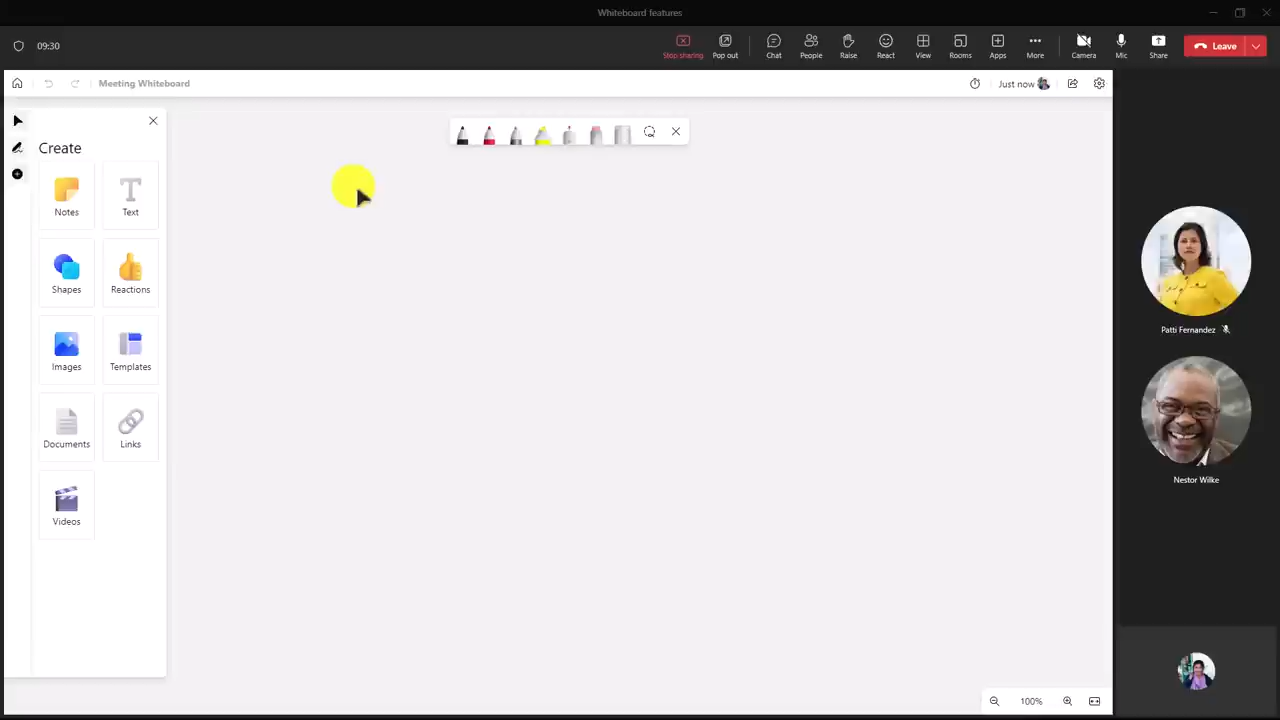 Whiteboard features
09:30
Stop sharing
Pop out
Chat
People
Raise
React
View
Rooms
Apps
More
Camera
Mic
Share
Leave
Meeting Whiteboard
Just now
Create
Notes
Text
Shapes
Reactions
Images
Templates
Documents
Links
Videos
Patti Fernandez
Nestor Wilke
100%